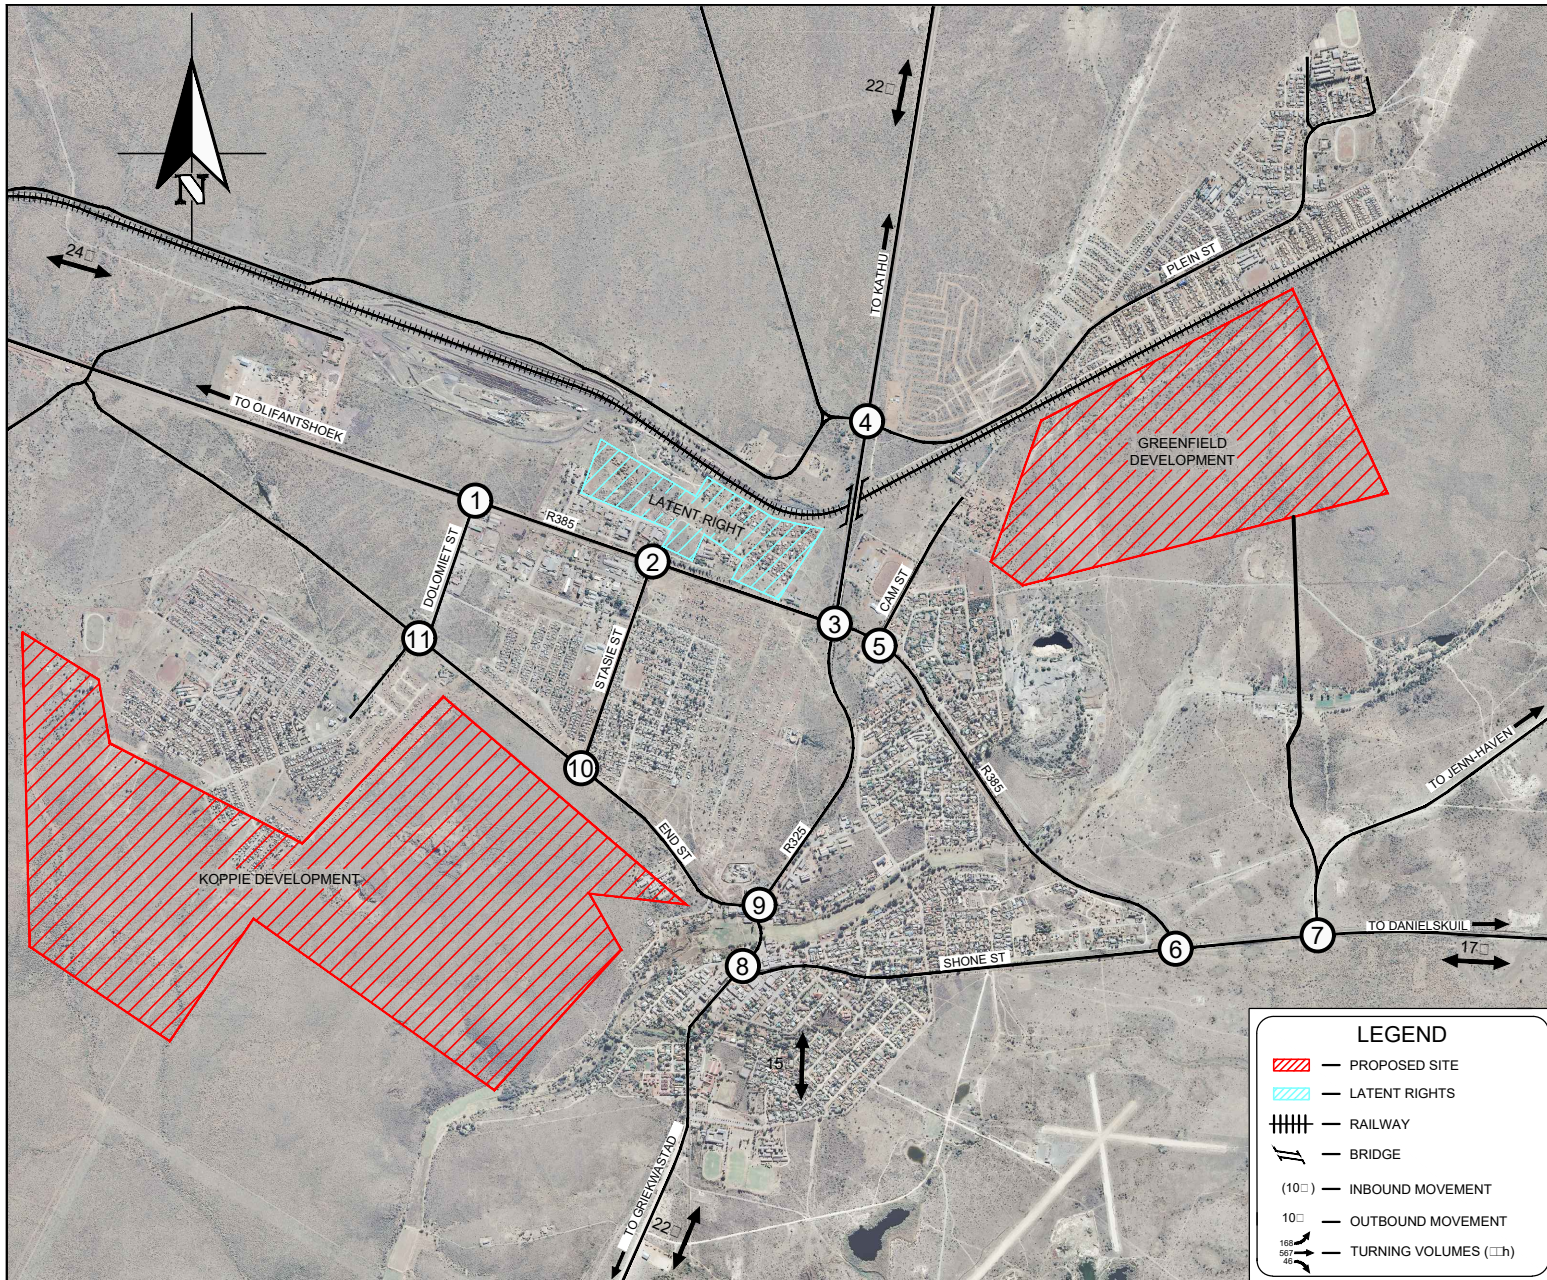 22□
N
24□
TO KATHU
PLEIN ST
TO OLIFANTSHOEK
4
GREENFIELD
DEVELOPMENT
1
R385
LATENT RIGHT
2
DOLOMIET ST
CAM ST
3
5
11
STASIE ST
10
R385
TO JENN-HAVEN
END ST
R325
KOPPIE DEVELOPMENT
9
7
TO DANIELSKUIL
17□
6
8
SHONE ST
15
TO GRIEKWASTAD
22□
LEGEND
PROPOSED SITE
LATENT RIGHTS
RAILWAY
BRIDGE
(10□) INBOUND MOVEMENT
10□ OUTBOUND MOVEMENT
168
567 TURNING VOLUMES (□□h)
46